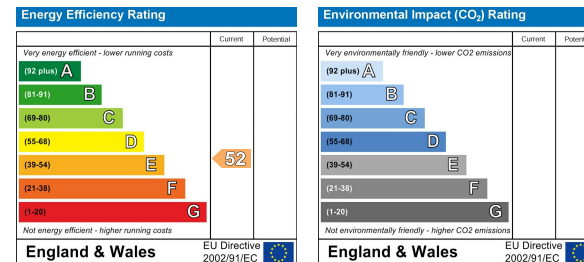 Energy Efficiency Rating
Current Potential
Very energy efficient - lower running costs
(92 plus) A
(81-91) B
(69-80) C
(55-68) D
(39-54) E
52
(21-38) F
(1-20) G
Not energy efficient - higher running costs
England & Wales
EU Directive
2002/91/EC
Environmental Impact (CO₂) Rating
Current Potent
Very environmentally friendly - lower CO2 emissions
(92 plus) A
(81-91) B
(69-80) C
(55-68) D
(39-54) E
(21-38) F
(1-20) G
Not environmentally friendly - higher CO2 emissions
England & Wales
EU Directive
2002/91/EC